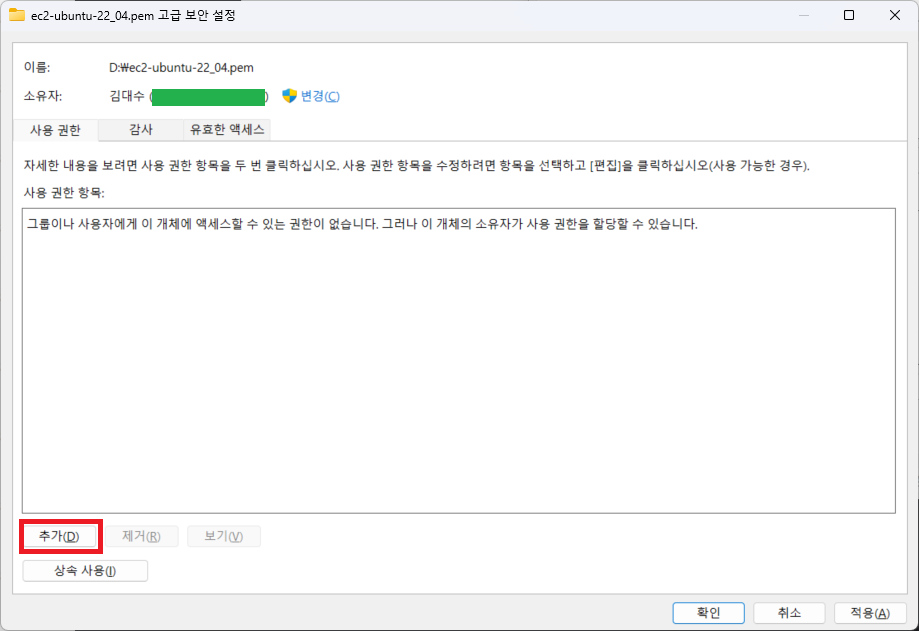 ec2-ubuntu-22_04.pem 고급 보안 설정
이름: D:₩ec2-ubuntu-22_04.pem
소유자: 김대수 ( ) 변경(C)
사용 권한 감사 유효한 액세스
자세한 내용을 보려면 사용 권한 항목을 두 번 클릭하십시오. 사용 권한 항목을 수정하려면 항목을 선택하고 [편집]을 클릭하십시오(사용 가능한 경우).
사용 권한 항목:
그룹이나 사용자에게 이 개체에 액세스할 수 있는 권한이 없습니다. 그러나 이 개체의 소유자가 사용 권한을 할당할 수 있습니다.
추가(D) 제거(R) 보기(V)
상속 사용(I)
확인 취소 적용(A)